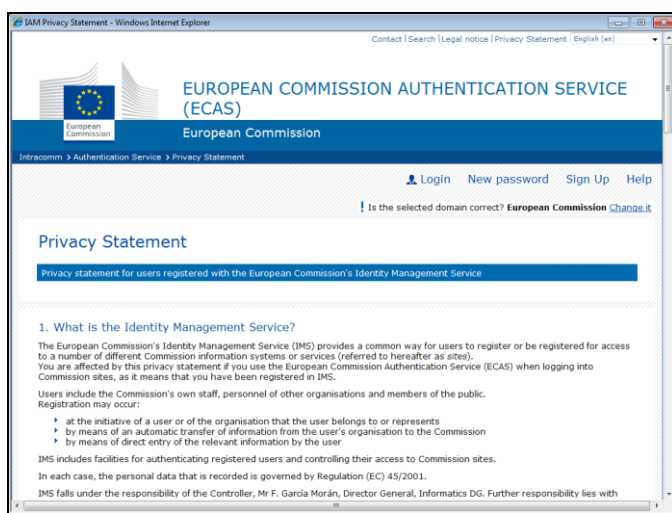 IAM Privacy Statement - Windows Internet Explorer
Contact | Search | Legal notice | Privacy Statement English (en)
EUROPEAN COMMISSION AUTHENTICATION SERVICE
(ECAS)
European
Commission
European Commission
Intracomm > Authentication Service > Privacy Statement
Login New password Sign Up Help
! Is the selected domain correct? European Commission Change it
Privacy Statement
Privacy statement for users registered with the European Commission's Identity Management Service
1. What is the Identity Management Service?
The European Commission's Identity Management Service (IMS) provides a common way for users to register or be registered for access
to a number of different Commission information systems or services (referred to hereafter as sites).
You are affected by this privacy statement if you use the European Commission Authentication Service (ECAS) when logging into
Commission sites, as it means that you have been registered in IMS.
Users include the Commission's own staff, personnel of other organisations and members of the public.
Registration may occur:
at the initiative of a user or of the organisation that the user belongs to or represents
by means of an automatic transfer of information from the user's organisation to the Commission
by means of direct entry of the relevant information by the user
IMS includes facilities for authenticating registered users and controlling their access to Commission sites.
In each case, the personal data that is recorded is governed by Regulation (EC) 45/2001.
IMS falls under the responsibility of the Controller, Mr F. García Morán, Director General, Informatics DG. Further responsibility lies with